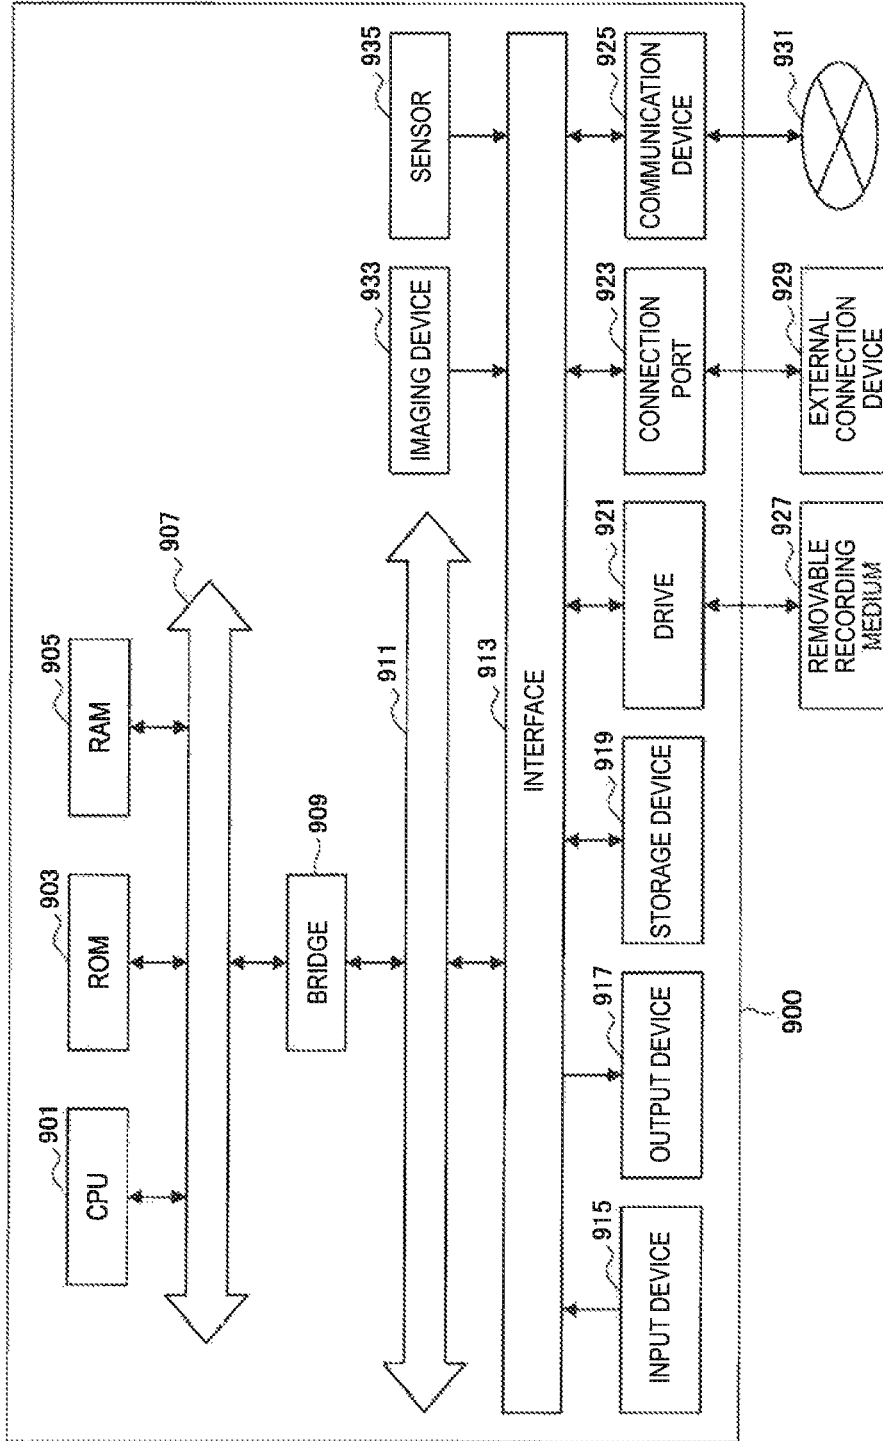 901
CPU
903
ROM
905
RAM
907
909
BRIDGE
911
933
IMAGING DEVICE
935
SENSOR
913
INTERFACE
915
INPUT DEVICE
917
OUTPUT DEVICE
919
STORAGE DEVICE
921
DRIVE
923
CONNECTION
PORT
925
COMMUNICATION
DEVICE
900
927
REMOVABLE
RECORDING
MEDIUM
929
EXTERNAL
CONNECTION
DEVICE
931